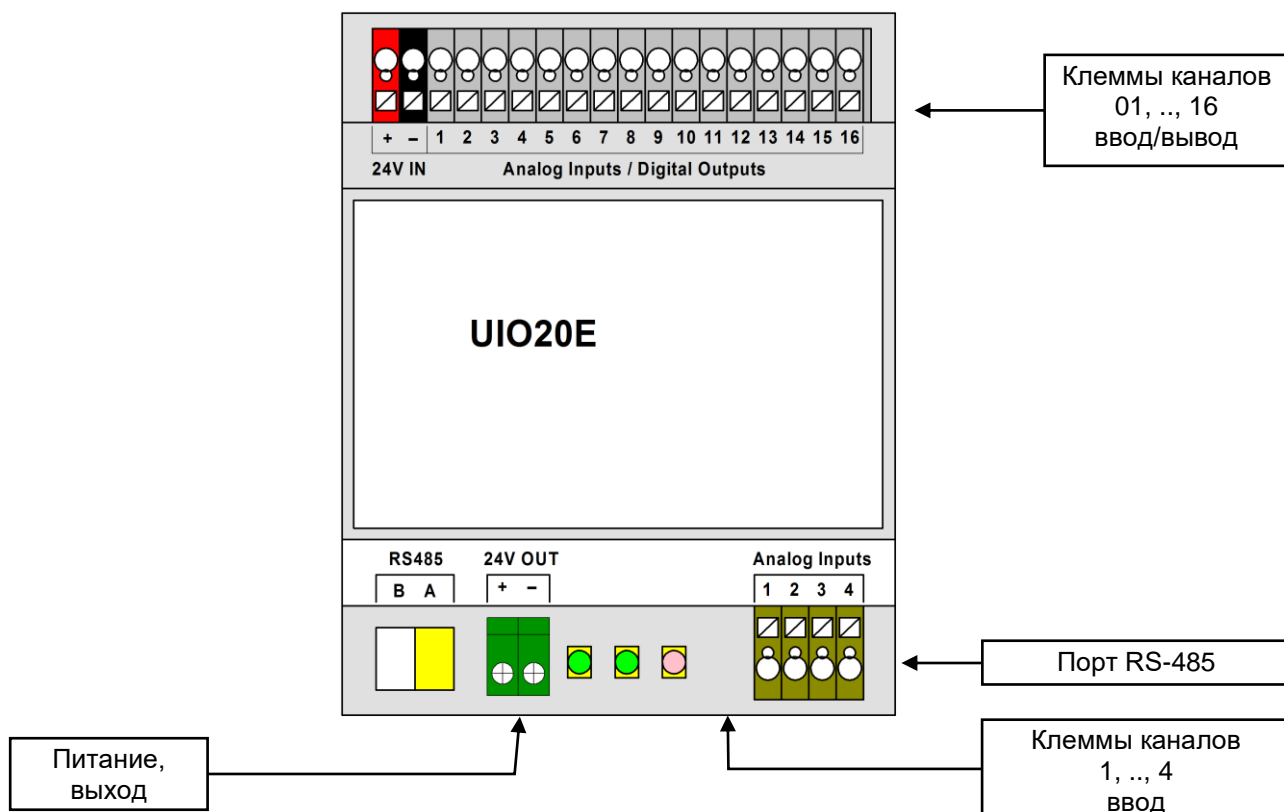 Клеммы каналов
01, .., 16
ввод/вывод
+ – 1 2 3 4 5 6 7 8 9 10 11 12 13 14 15 16
24V IN Analog Inputs / Digital Outputs
UIO20E
RS485 24V OUT Analog Inputs
B A + – 1 2 3 4
Порт RS-485
Питание,
выход
Клеммы каналов
1, .., 4
ввод